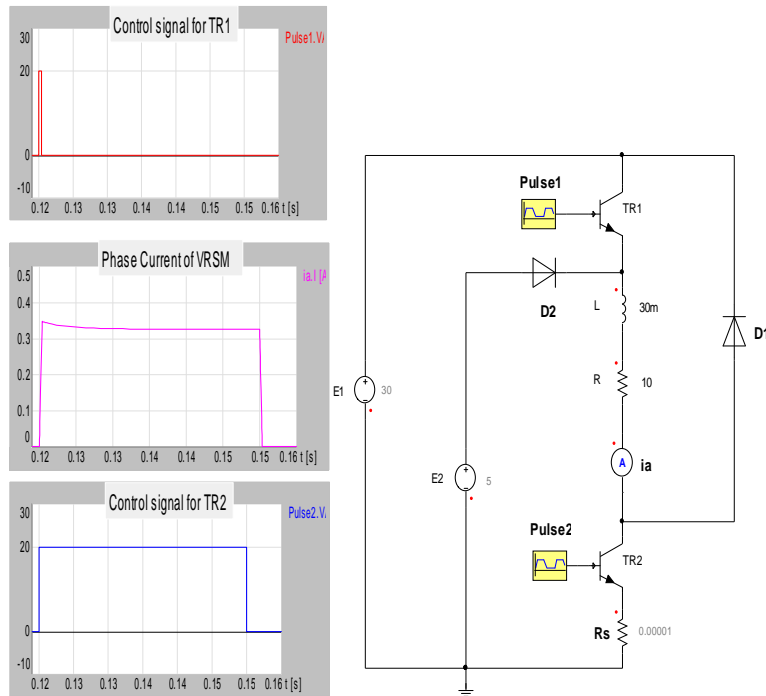 Control signal for TR1
Pulse1.V
30
20
0
-10
0.12 0.13 0.13 0.14 0.14 0.15 0.15 0.16 t [s]
Phase Current of VRSM
ia.I [A
0.5
0.4
0.3
0.2
0.1
0
0.12 0.13 0.13 0.14 0.14 0.15 0.15 0.16 t [s]
Control signal for TR2
Pulse2.V
30
20
0
-10
0.12 0.13 0.13 0.14 0.14 0.15 0.15 0.16 t [s]
Pulse1
TR1
D2
L 30m
D1
R 10
E1 30
A ia
E2 5
Pulse2
TR2
Rs 0.00001